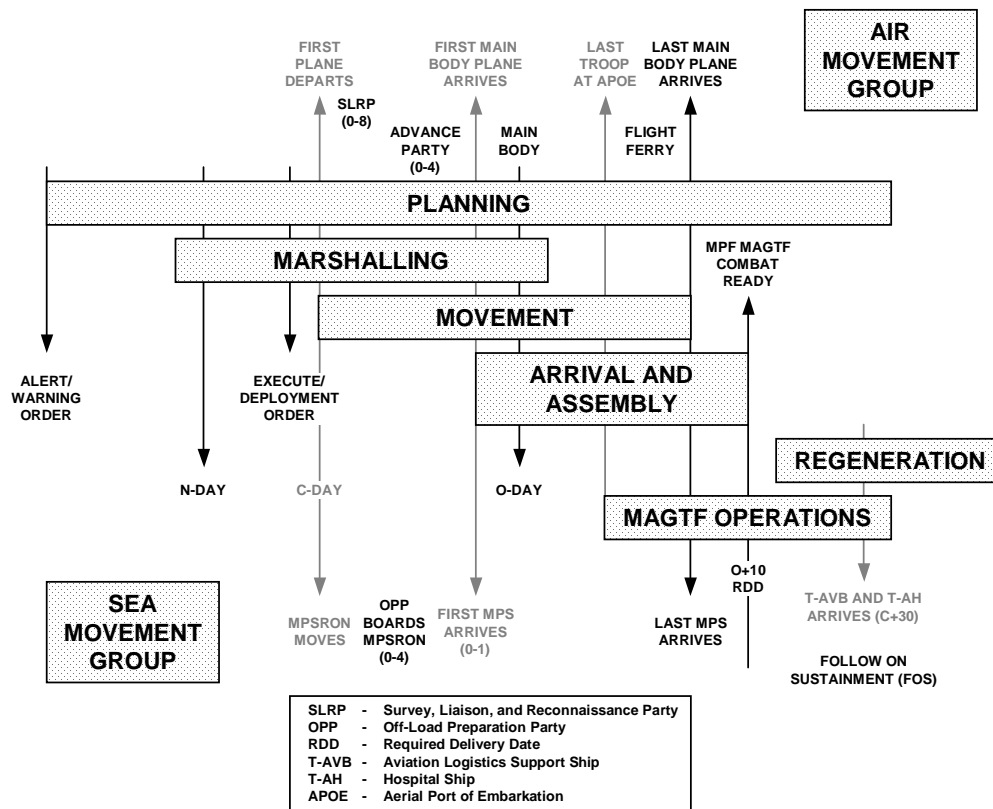 FIRST
PLANE
DEPARTS
FIRST MAIN
BODY PLANE
ARRIVES
LAST
TROOP
AT APOE
LAST MAIN
BODY PLANE
ARRIVES
AIR
MOVEMENT
GROUP
SLRP
(0-8)
ADVANCE
PARTY
(0-4)
MAIN
BODY
FLIGHT
FERRY
PLANNING
MARSHALLING
MPF MAGTF
COMBAT
READY
MOVEMENT
ALERT/
WARNING
ORDER
EXECUTE/
DEPLOYMENT
ORDER
ARRIVAL AND
ASSEMBLY
REGENERATION
N-DAY
C-DAY
O-DAY
MAGTF OPERATIONS
SEA
MOVEMENT
GROUP
MPSRON
MOVES
OPP
BOARDS
MPSRON
(0-4)
FIRST MPS
ARRIVES
(0-1)
LAST MPS
ARRIVES
O+10
RDD
T-AVB AND T-AH
ARRIVES (C+30)
FOLLOW ON
SUSTAINMENT (FOS)
SLRP - Survey, Liaison, and Reconnaissance Party
OPP - Off-Load Preparation Party
RDD - Required Delivery Date
T-AVB - Aviation Logistics Support Ship
T-AH - Hospital Ship
APOE - Aerial Port of Embarkation